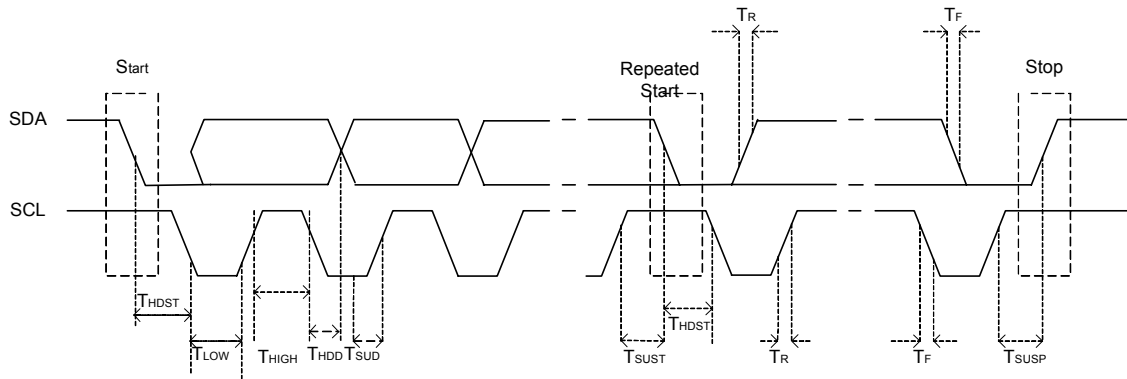 TR
TF
Start
Repeated
Start
Stop
SDA
SCL
THDST
TLOW
THIGH
THDD
TSUD
TSUST
THDST
TR
TF
TSUSP